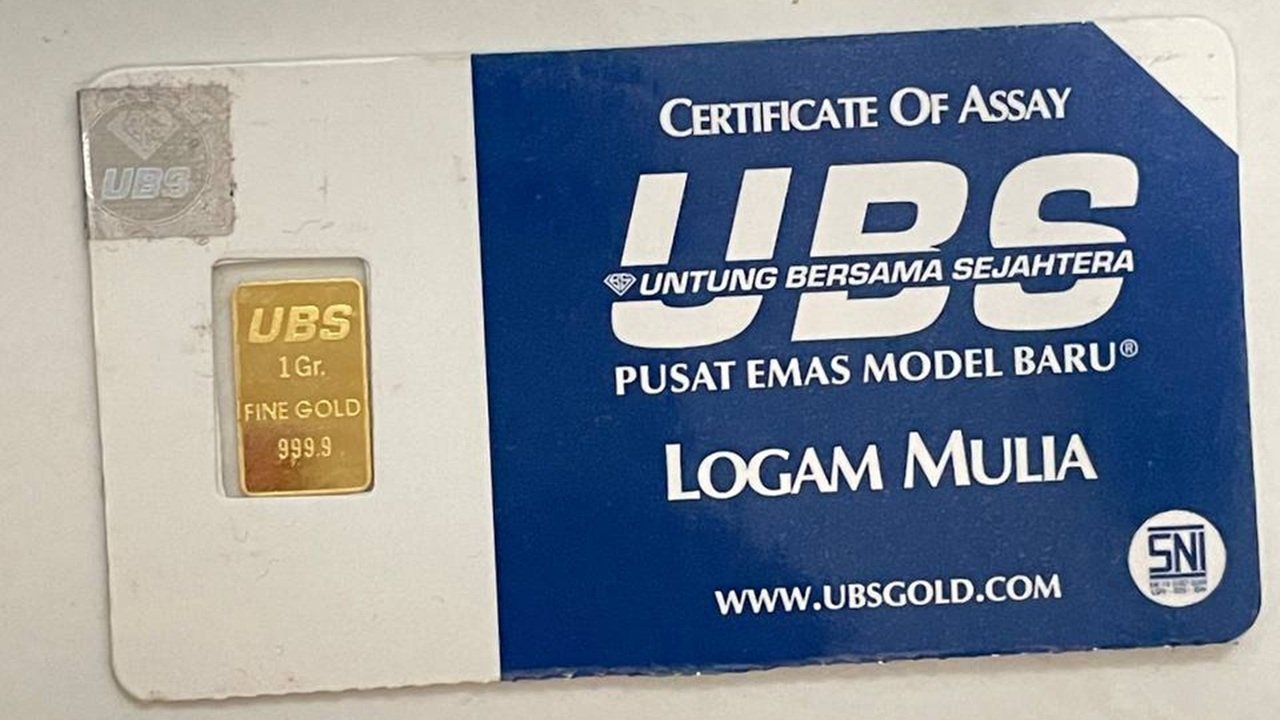 UBS
UBS
1 Gr.
FINE GOLD
999.9
CERTIFICATE OF ASSAY
UBS
UNTUNG BERSAMA SEJAHTERA
PUSAT EMAS MODEL BARU®
LOGAM MULIA
WWW.UBSGOLD.COM
SNI